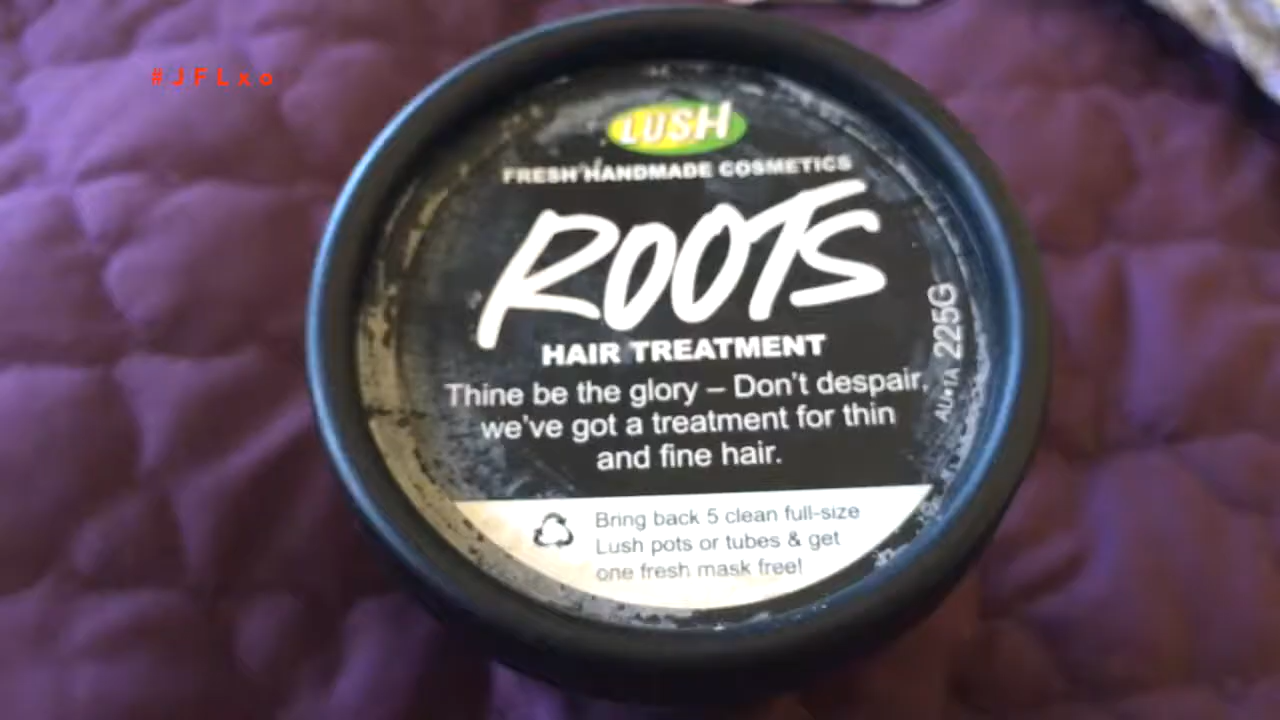 #JFLxo
LUSH
FRESH HANDMADE COSMETICS
ROOTS
HAIR TREATMENT
Thine be the glory – Don't despair,
we've got a treatment for thin
and fine hair.
AU•TA 225G
Bring back 5 clean full-size
Lush pots or tubes & get
one fresh mask free!